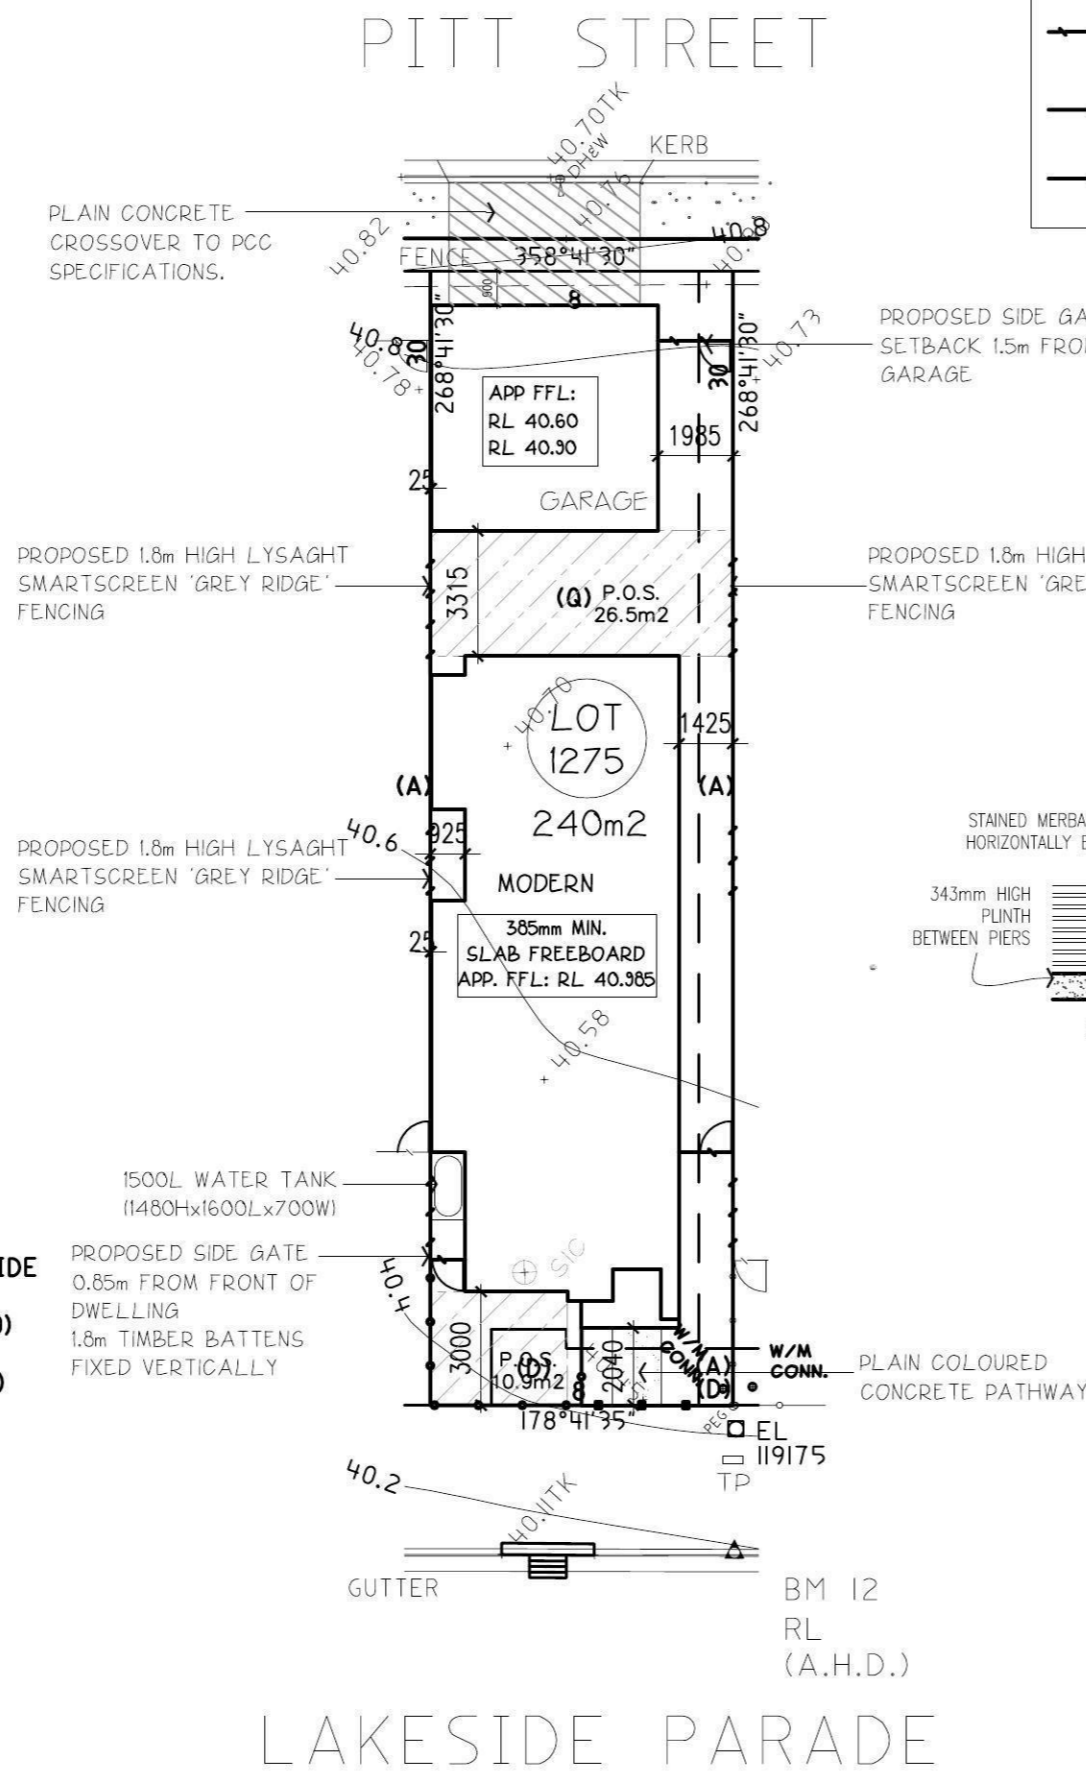 PITT STREET
40.70TK
DH&W
KERB
40.76
PLAIN CONCRETE
CROSSOVER TO PCC
SPECIFICATIONS.
40.82
40.8
FENCE
358°41'30"
900
8
40.8
40.78
30
268°41'30"
40.73
30
268°41'30"
PROPOSED SIDE GA
SETBACK 1.5m FRO
GARAGE
APP FFL:
RL 40.60
RL 40.90
1985
25
GARAGE
PROPOSED 1.8m HIGH LYSAGHT
SMARTSCREEN 'GREY RIDGE'
FENCING
3315
(Q) P.O.S.
26.5m2
PROPOSED 1.8m HIGH
SMARTSCREEN 'GRE
FENCING
40.70
LOT
1275
1425
(A)
(A)
240m2
40.6
925
PROPOSED 1.8m HIGH LYSAGHT
SMARTSCREEN 'GREY RIDGE'
FENCING
MODERN
STAINED MERBA
HORIZONTALLY
343mm HIGH
PLINTH
BETWEEN PIERS
25
385mm MIN.
SLAB FREEBOARD
APP. FFL: RL 40.985
40.58
1500L WATER TANK
(1480Hx1600Lx700W)
IDE
)
)
PROPOSED SIDE GATE
0.85m FROM FRONT OF
DWELLING
1.8m TIMBER BATTENS
FIXED VERTICALLY
SIC
40.4
3000
P.O.S.
(D)
10.9m2
8
2040
W/M
CONN.
(A)
(D)
W/M
CONN.
PLAIN COLOURED
CONCRETE PATHWAY
178°41'35"
PEG
EL
119175
TP
40.2
40.11TK
GUTTER
BM 12
RL
(A.H.D.)
LAKESIDE PARADE